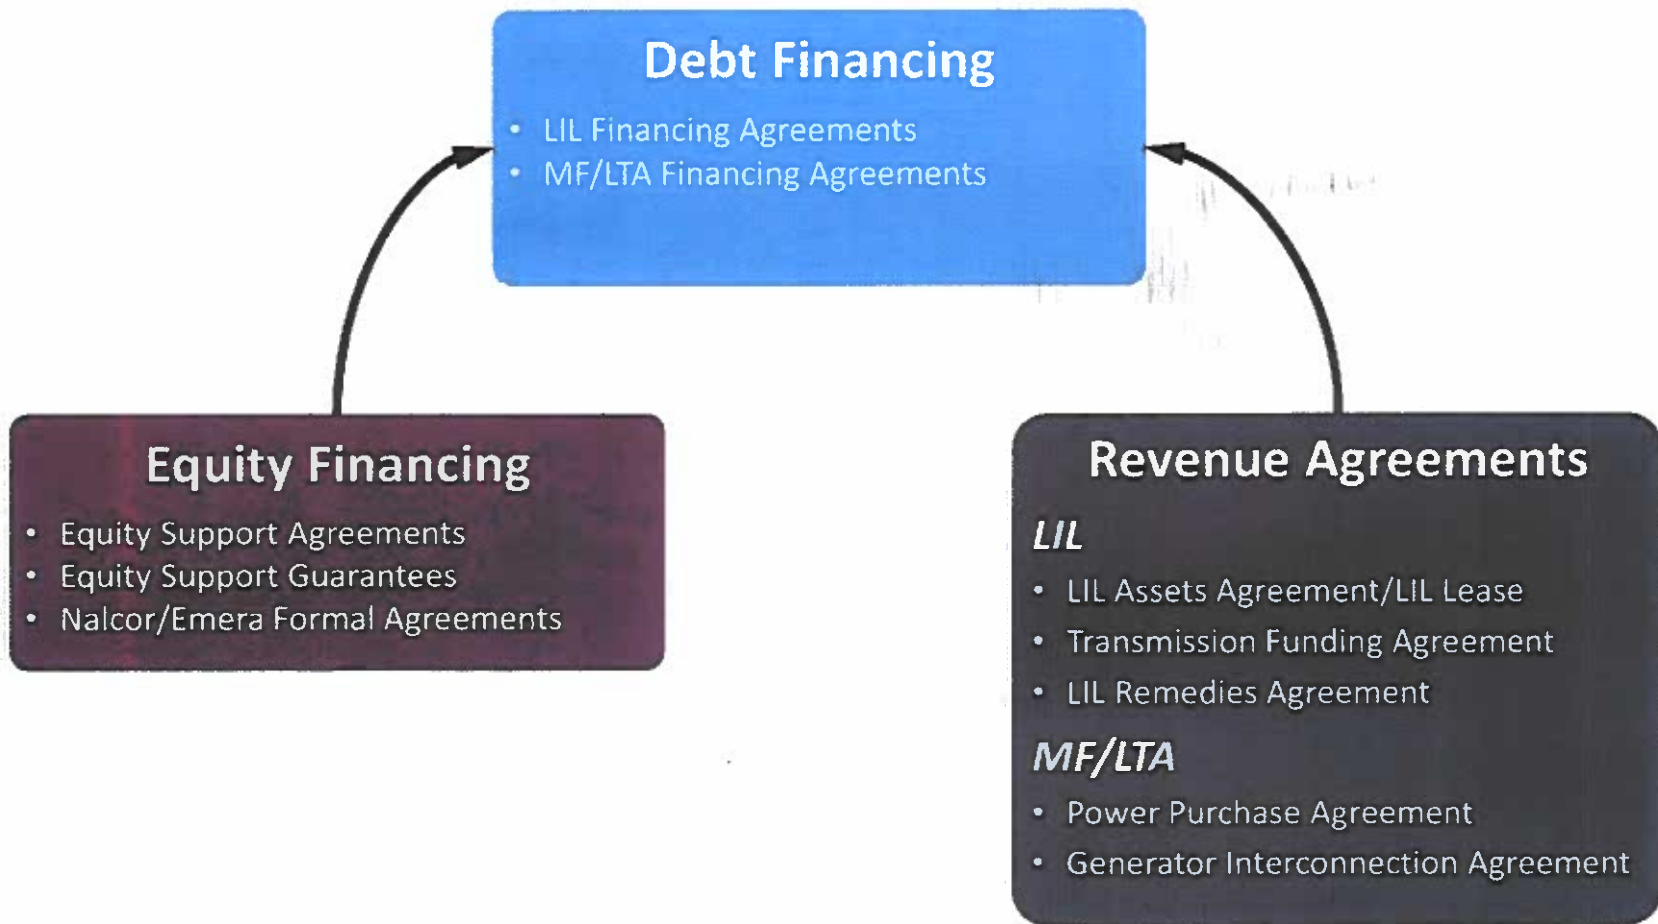 Debt Financing
• LIL Financing Agreements
• MF/LTA Financing Agreements
Equity Financing
• Equity Support Agreements
• Equity Support Guarantees
• Nalcor/Emera Formal Agreements
Revenue Agreements
LIL
• LIL Assets Agreement/LIL Lease
• Transmission Funding Agreement
• LIL Remedies Agreement
MF/LTA
• Power Purchase Agreement
• Generator Interconnection Agreement